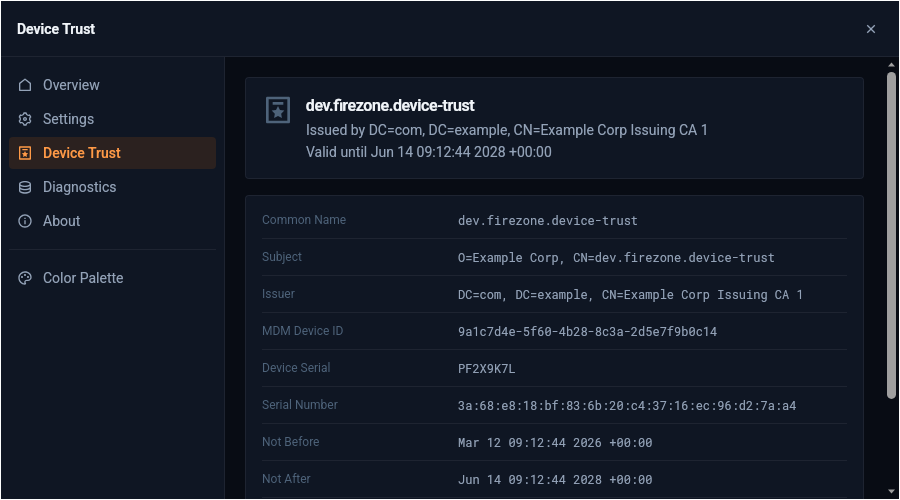 Device Trust
Overview
Settings
Device Trust
Diagnostics
About
Color Palette
dev.firezone.device-trust
Issued by DC=com, DC=example, CN=Example Corp Issuing CA 1
Valid until Jun 14 09:12:44 2028 +00:00
Common Name dev.firezone.device-trust
Subject O=Example Corp, CN=dev.firezone.device-trust
Issuer DC=com, DC=example, CN=Example Corp Issuing CA 1
MDM Device ID 9a1c7d4e-5f60-4b28-8c3a-2d5e7f9b0c14
Device Serial PF2X9K7L
Serial Number 3a:68:e8:18:bf:83:6b:20:c4:37:16:ec:96:d2:7a:a4
Not Before Mar 12 09:12:44 2026 +00:00
Not After Jun 14 09:12:44 2028 +00:00